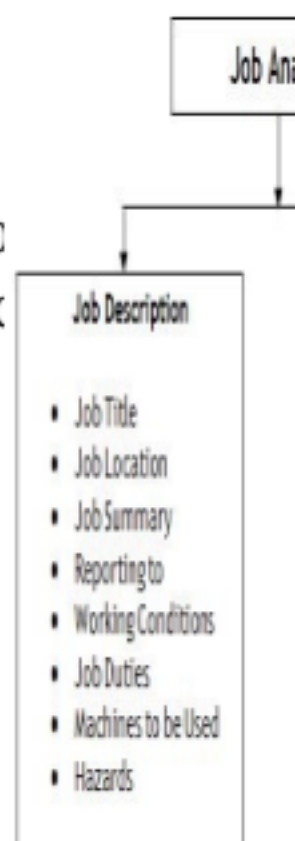 Job Ana
Job Description
• Job Title
• Job Location
• Job Summary
• Reporting to
• Working Conditions
• Job Duties
• Machines to be Used
• Hazards